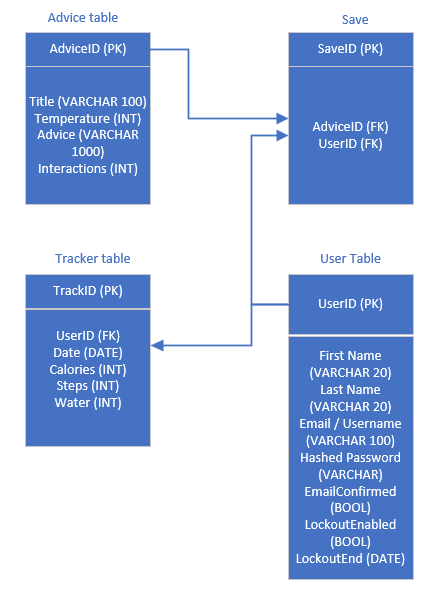 Advice table
AdviceID (PK)
Title (VARCHAR 100)
Temperature (INT)
Advice (VARCHAR
1000)
Interactions (INT)
Save
SaveID (PK)
AdviceID (FK)
UserID (FK)
Tracker table
TrackID (PK)
UserID (FK)
Date (DATE)
Calories (INT)
Steps (INT)
Water (INT)
User Table
UserID (PK)
First Name
(VARCHAR 20)
Last Name
(VARCHAR 20)
Email / Username
(VARCHAR 100)
Hashed Password
(VARCHAR)
EmailConfirmed
(BOOL)
LockoutEnabled
(BOOL)
LockoutEnd (DATE)